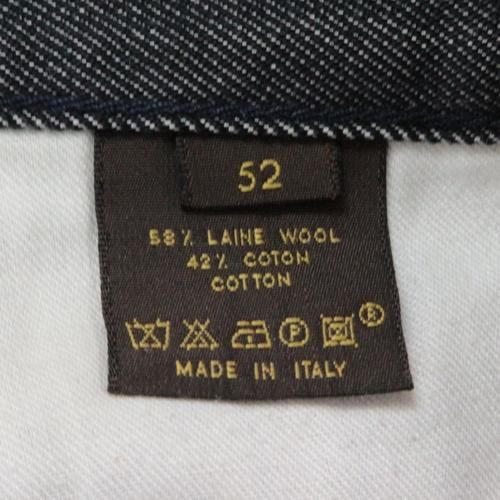 52
58% LAINE WOOL
42% COTON
COTTON
P ®
MADE IN ITALY